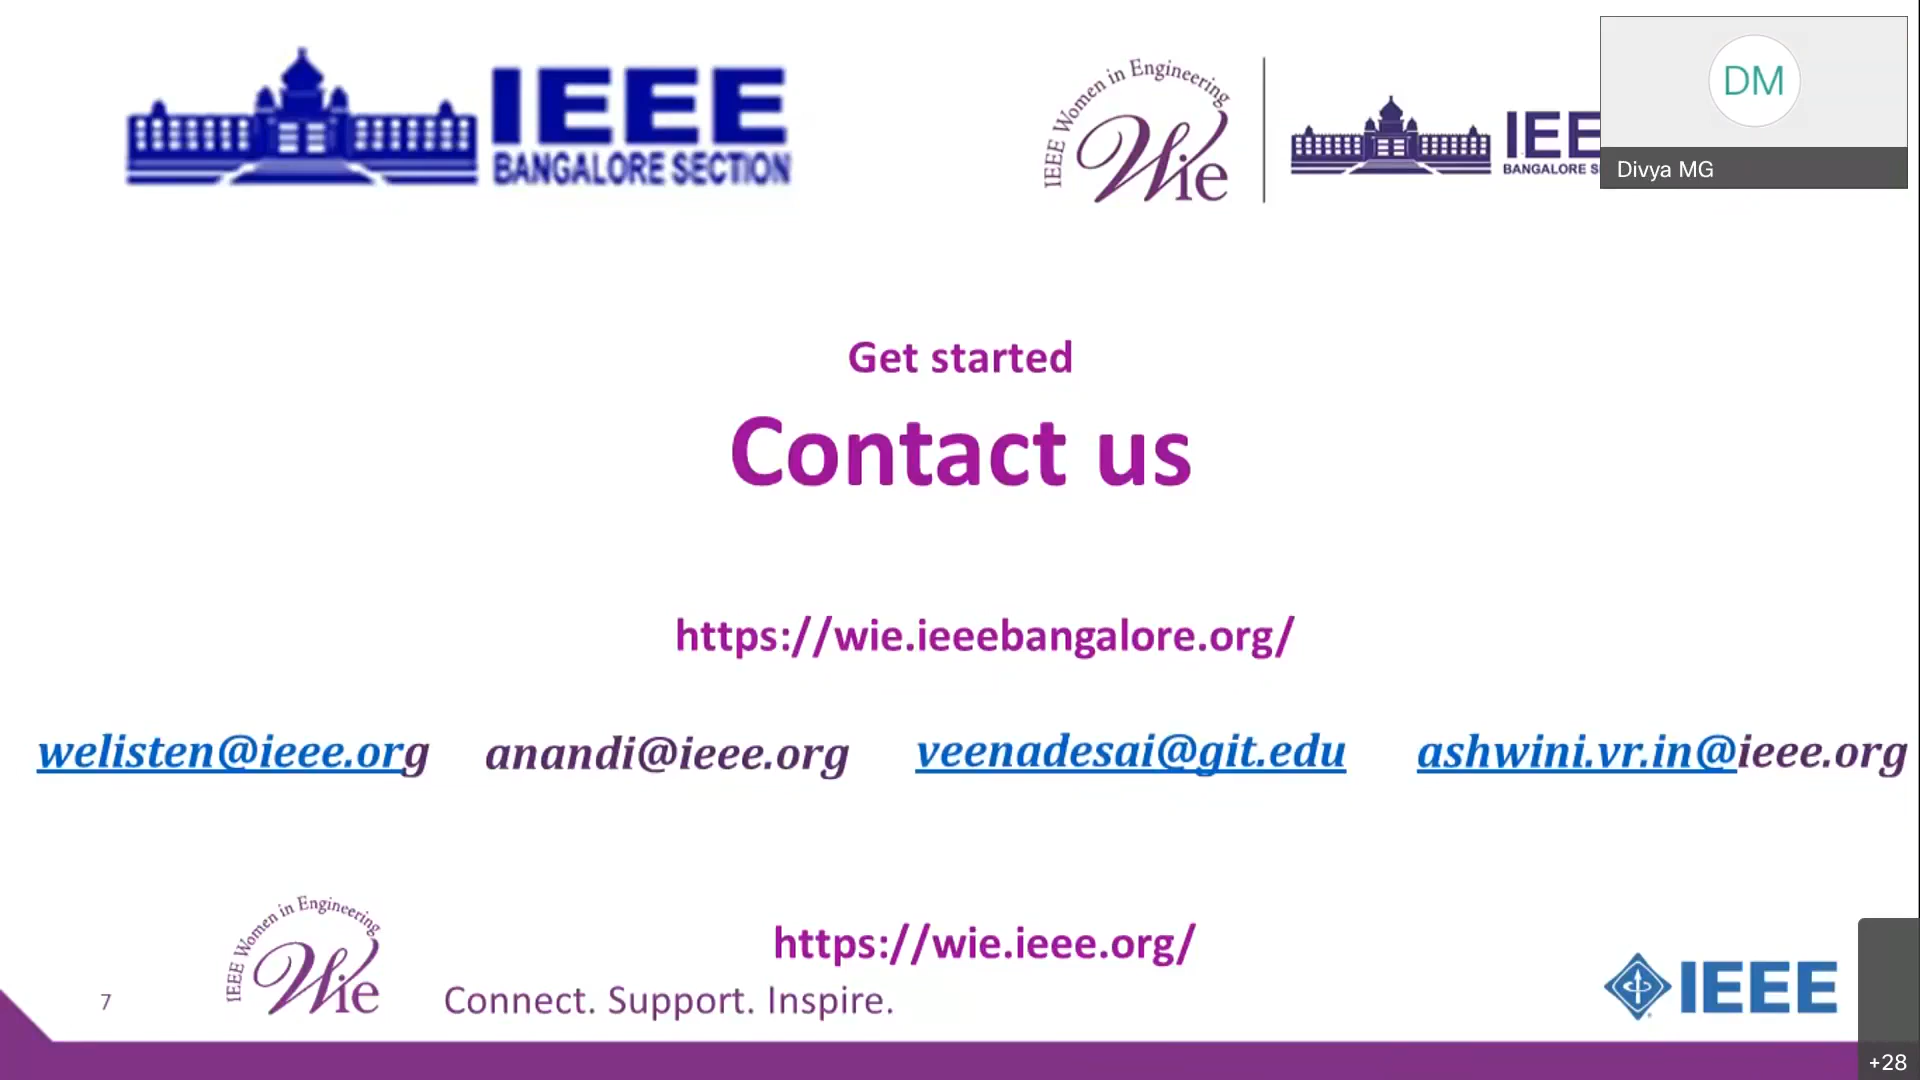 IEEE
BANGALORE SECTION
IEEE Women in Engineering
WiE
IEE
BANGALORE S
DM
Divya MG
Get started
Contact us
https://wie.ieeebangalore.org/
welisten@ieee.org anandi@ieee.org veenadesai@git.edu ashwini.vr.in@ieee.org
https://wie.ieee.org/
IEEE Women in Engineering
WiE
7
Connect. Support. Inspire.
IEEE
+28